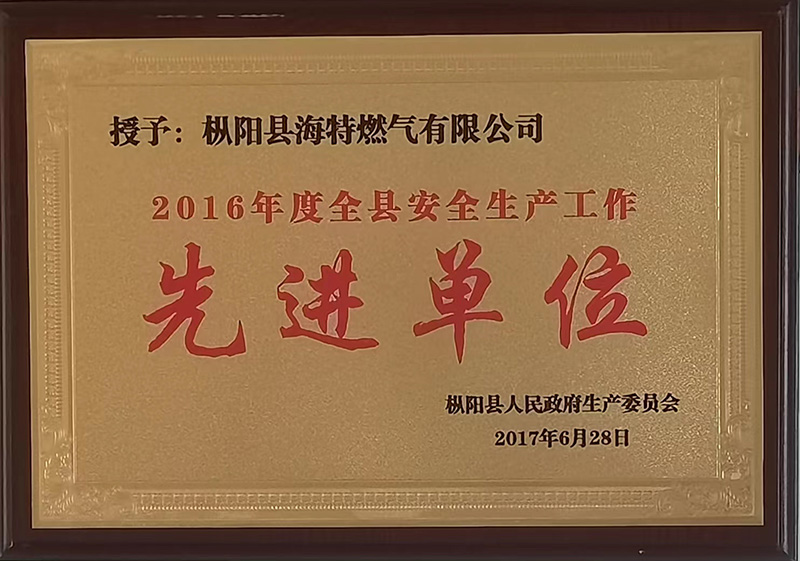 授予：枞阳县海特燃气有限公司
2016年度全县安全生产工作
先进单位
枞阳县人民政府生产委员会
2017年6月28日